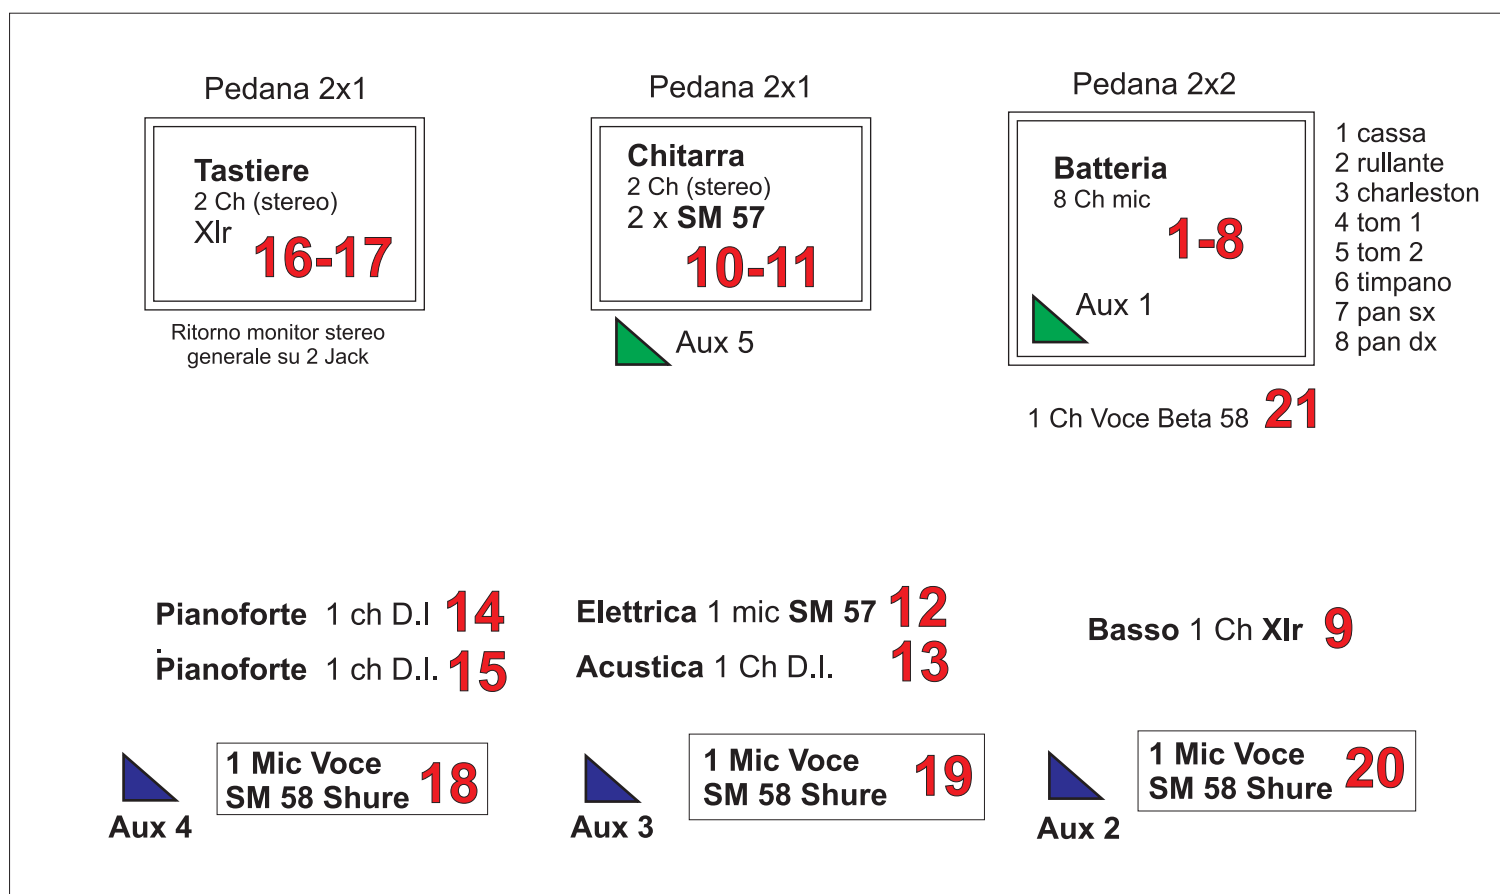 Pedana 2x1
Tastiere
2 Ch (stereo)
Xlr 16-17
Ritorno monitor stereo
generale su 2 Jack
Pedana 2x1
Chitarra
2 Ch (stereo)
2 x SM 57
10-11
Aux 5
Pedana 2x2
Batteria
8 Ch mic
1-8
Aux 1
1 cassa
2 rullante
3 charleston
4 tom 1
5 tom 2
6 timpano
7 pan sx
8 pan dx
1 Ch Voce Beta 58 21
Pianoforte 1 ch D.I 14
.
Pianoforte 1 ch D.I. 15
Elettrica 1 mic SM 57 12
Acustica 1 Ch D.I. 13
Basso 1 Ch Xlr 9
Aux 4
1 Mic Voce
SM 58 Shure 18
Aux 3
1 Mic Voce
SM 58 Shure 19
Aux 2
1 Mic Voce
SM 58 Shure 20